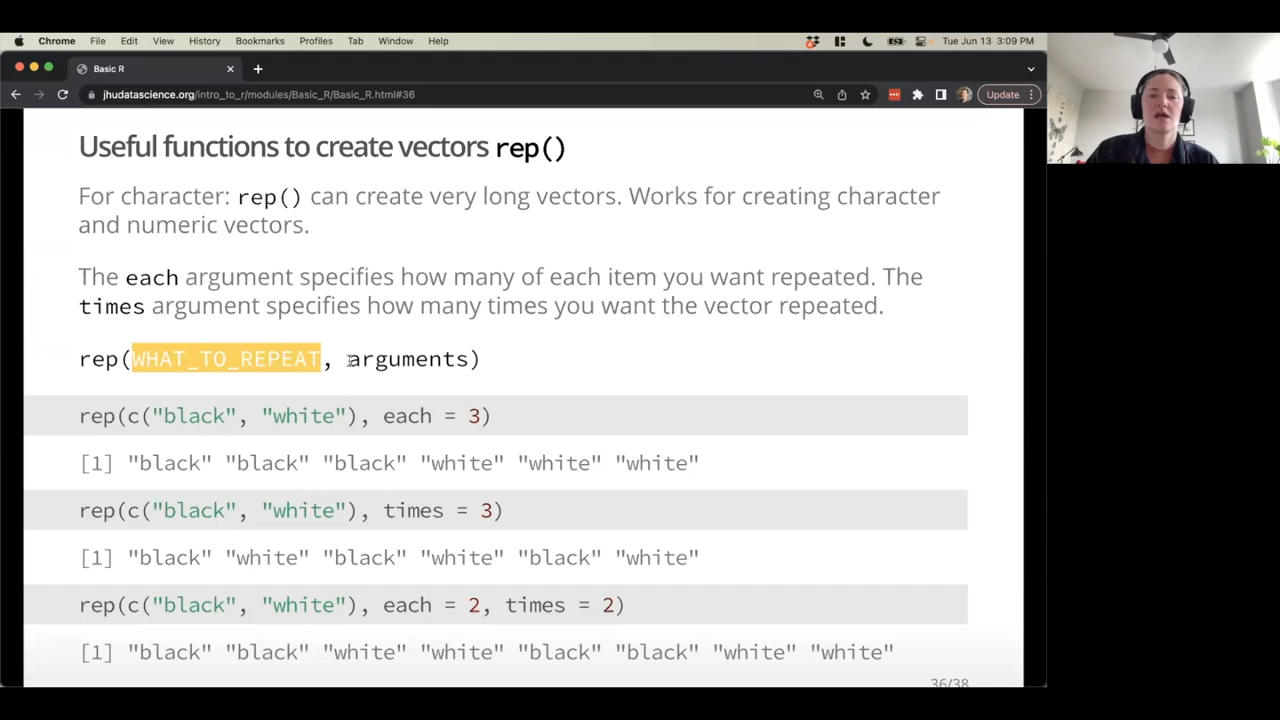 Chrome File Edit View History Bookmarks Profiles Tab Window Help Tue Jun 13 3:09 PM
Basic R
jhudatascience.org/intro_to_r/modules/Basic_R/Basic_R.html#36 Update
Useful functions to create vectors rep()
For character: rep() can create very long vectors. Works for creating character
and numeric vectors.
The each argument specifies how many of each item you want repeated. The
times argument specifies how many times you want the vector repeated.
rep(WHAT_TO_REPEAT, arguments)
rep(c("black", "white"), each = 3)
[1] "black" "black" "black" "white" "white" "white"
rep(c("black", "white"), times = 3)
[1] "black" "white" "black" "white" "black" "white"
rep(c("black", "white"), each = 2, times = 2)
[1] "black" "black" "white" "white" "black" "black" "white" "white"
36/38